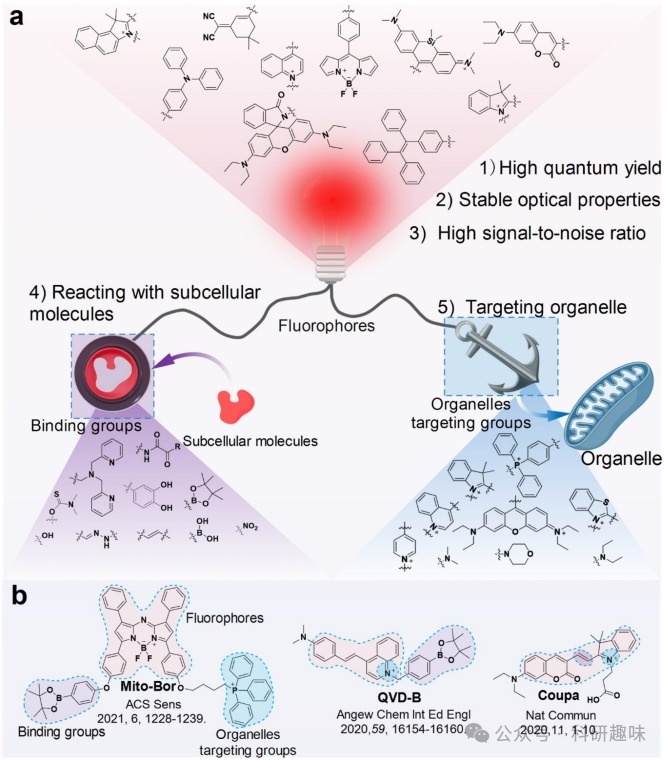 a
1) High quantum yield
2) Stable optical properties
3) High signal-to-noise ratio
4) Reacting with subcellular
molecules
Fluorophores
5) Targeting organelle
Binding groups
Subcellular molecules
Organelles
targeting groups
Organelle
b
Fluorophores
Mito-Bor
ACS Sens
2021, 6, 1228-1239.
Binding groups
Organelles
targeting groups
QVD-B
Angew Chem Int Ed Engl
2020,59, 16154-16160.
Coupa
Nat Commun
2020,11, 1-10.
公众号 · 科研趣味